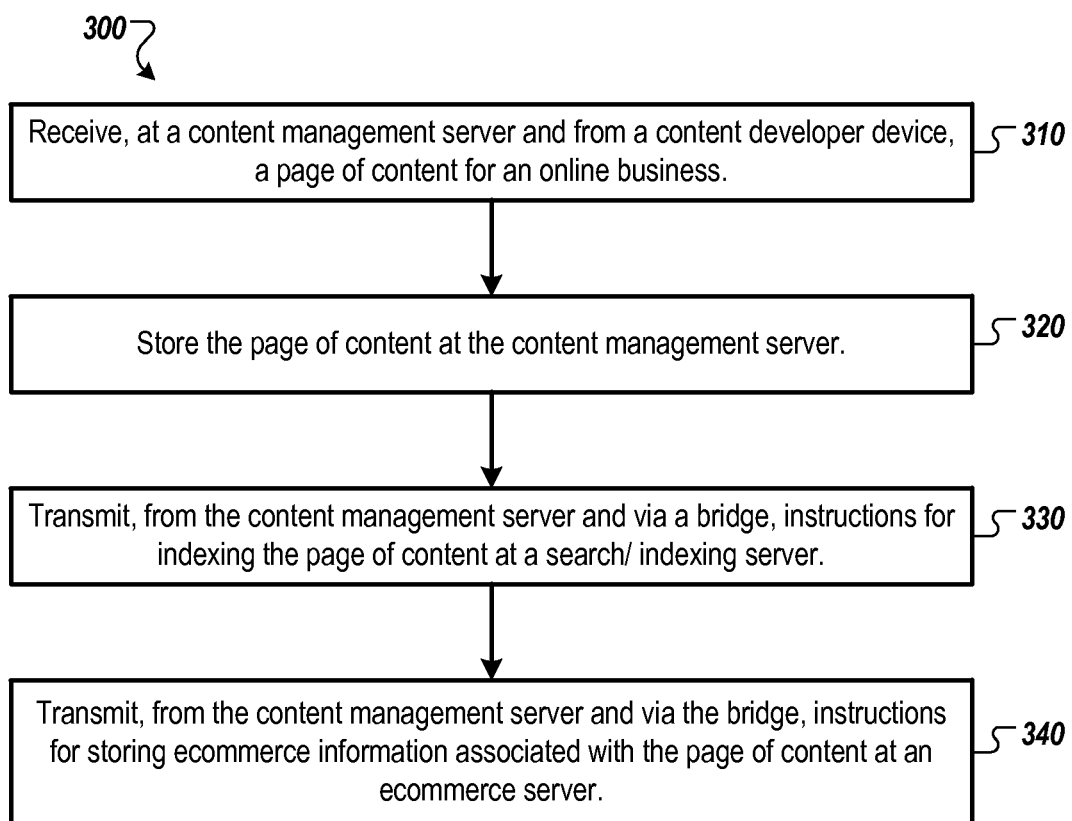 300
Receive, at a content management server and from a content developer device,
a page of content for an online business.
310
Store the page of content at the content management server.
320
Transmit, from the content management server and via a bridge, instructions for
indexing the page of content at a search/ indexing server.
330
Transmit, from the content management server and via the bridge, instructions
for storing ecommerce information associated with the page of content at an
ecommerce server.
340